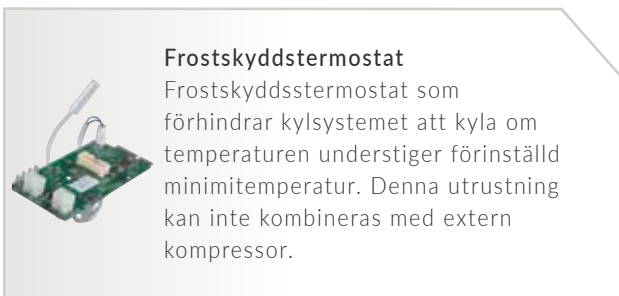 Frostskyddstermostat
Frostskyddsstermostat som
förhindrar kylsystemet att kyla om
temperaturen understiger förinställd
minimitemperatur. Denna utrustning
kan inte kombineras med extern
kompressor.